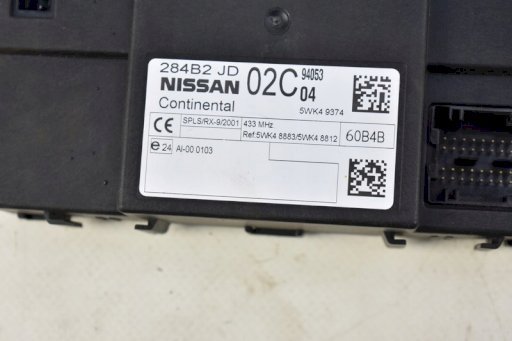 284B2 JD
NISSAN 02C 94053 04
Continental
5WK4 9374
CE SPLS/RX-9/2001 433 MHz
Ref:5WK4 8883/5WK4 8812 60B4B
e24 AI-00 0103